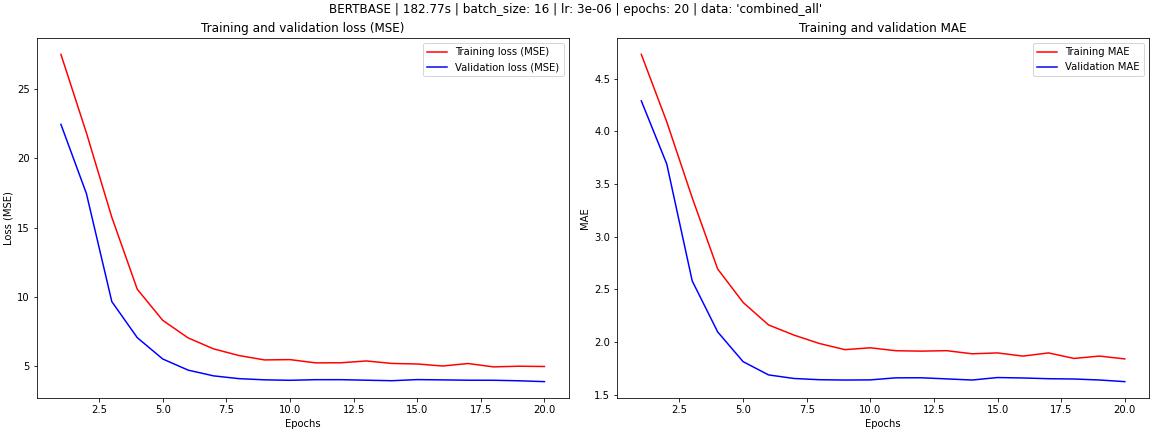 BERTBASE | 182.77s | batch_size: 16 | lr: 3e-06 | epochs: 20 | data: 'combined_all'
Training and validation loss (MSE)
Training loss (MSE)
Validation loss (MSE)
25
20
15
10
5
Loss (MSE)
2.5
5.0
7.5
10.0
12.5
15.0
17.5
20.0
Epochs
Training and validation MAE
Training MAE
Validation MAE
4.5
4.0
3.5
3.0
2.5
2.0
1.5
MAE
2.5
5.0
7.5
10.0
12.5
15.0
17.5
20.0
Epochs